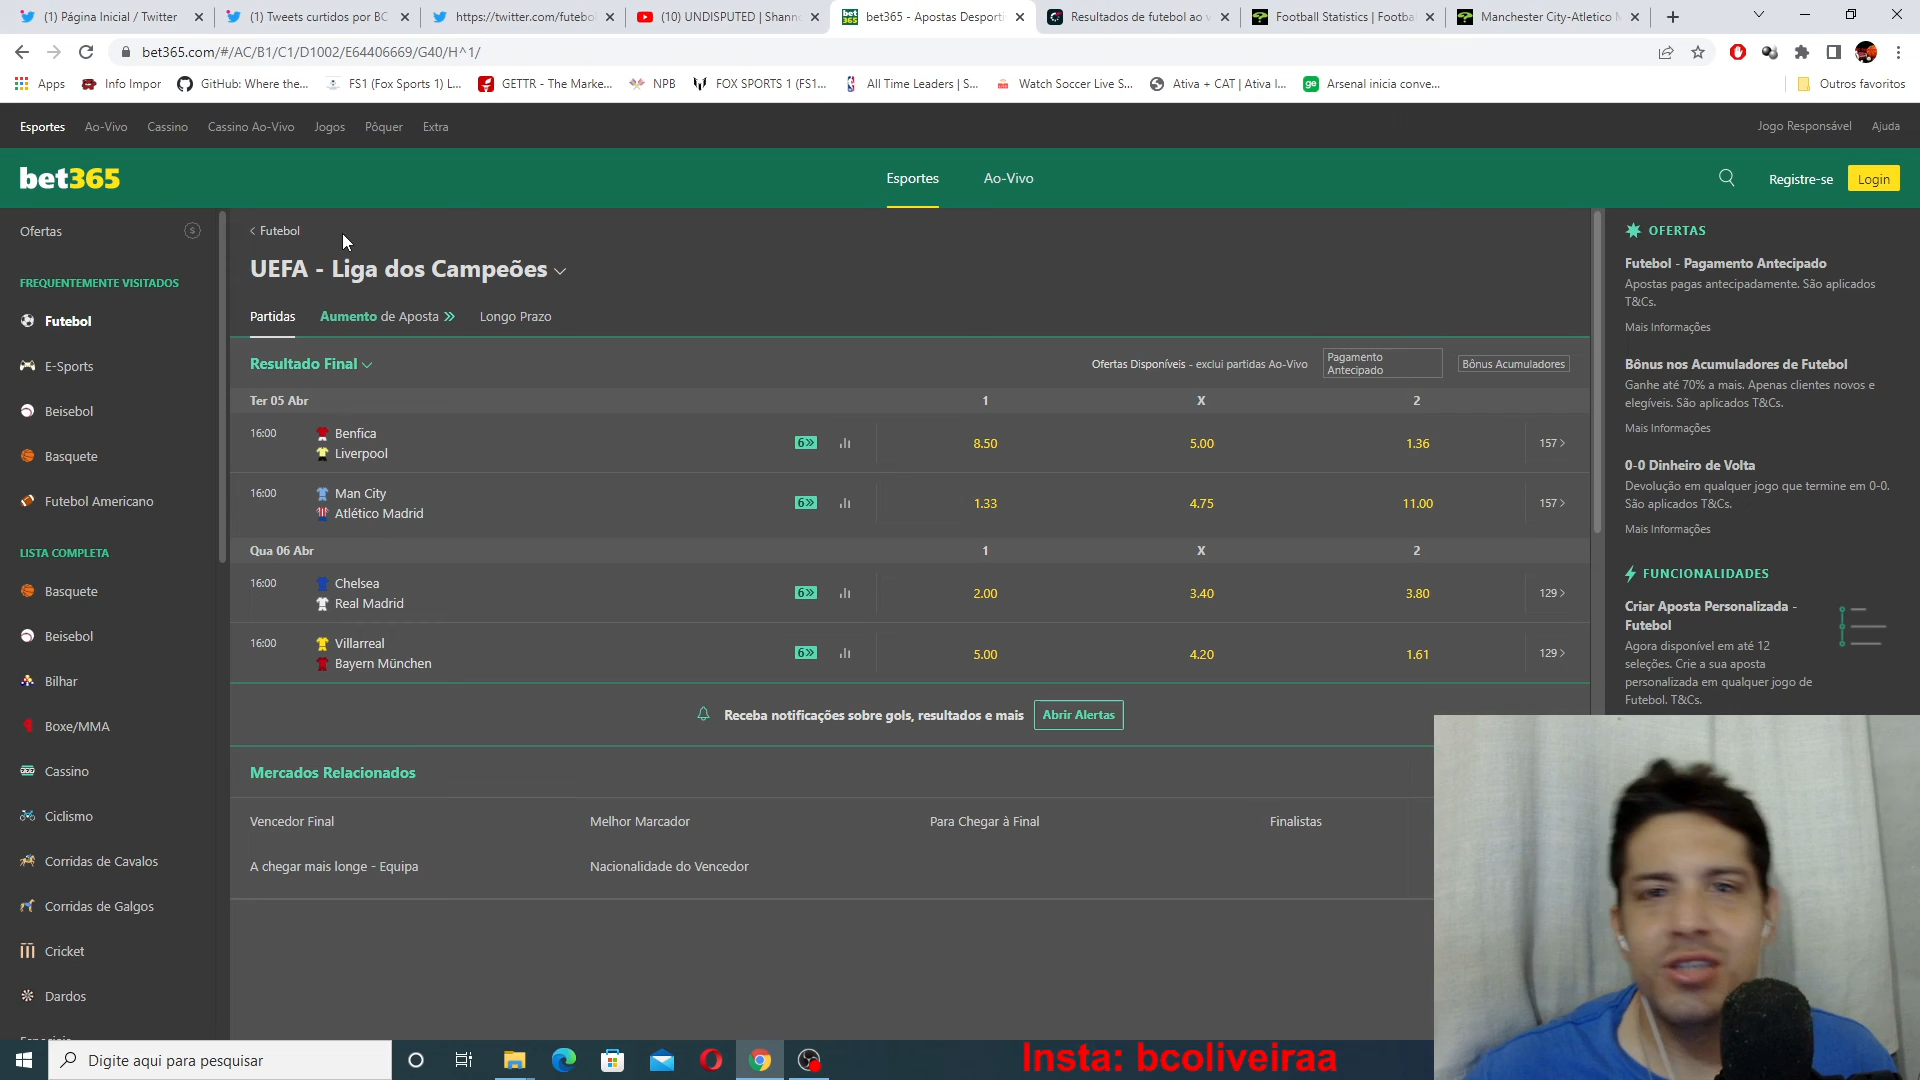 (1) Página Inicial / Twitter
(1) Tweets curtidos por BC
https://twitter.com/futebo
(10) UNDISPUTED | Shann
bet365 - Apostas Desporti
Resultados de futebol ao v
Football Statistics | Footba
Manchester City-Atletico M
bet365.com/#/AC/B1/C1/D1002/E64406669/G40/H^1/
Apps
Info Impor
GitHub: Where the...
FS1 (Fox Sports 1) L...
GETTR - The Marke...
NPB
FOX SPORTS 1 (FS1...
All Time Leaders | S...
Watch Soccer Live S...
Ativa + CAT | Ativa I...
Arsenal inicia conve...
Outros favoritos
Esportes
Ao-Vivo
Cassino
Cassino Ao-Vivo
Jogos
Pôquer
Extra
Jogo Responsável
Ajuda
bet365
Esportes
Ao-Vivo
Registre-se
Login
Ofertas
FREQUENTEMENTE VISITADOS
Futebol
E-Sports
Beisebol
Basquete
Futebol Americano
LISTA COMPLETA
Basquete
Beisebol
Bilhar
Boxe/MMA
Cassino
Ciclismo
Corridas de Cavalos
Corridas de Galgos
Cricket
Dardos
< Futebol
UEFA - Liga dos Campeões
Partidas
Aumento de Aposta »
Longo Prazo
Resultado Final
Ofertas Disponíveis - exclui partidas Ao-Vivo
Pagamento
Antecipado
Bônus Acumuladores
Ter 05 Abr 1 X 2
16:00 Benfica
Liverpool
6» 8.50 5.00 1.36 157 >
16:00 Man City
Atlético Madrid
6» 1.33 4.75 11.00 157 >
Qua 06 Abr 1 X 2
16:00 Chelsea
Real Madrid
6» 2.00 3.40 3.80 129 >
16:00 Villarreal
Bayern München
6» 5.00 4.20 1.61 129 >
Receba notificações sobre gols, resultados e mais
Abrir Alertas
Mercados Relacionados
Vencedor Final
Melhor Marcador
Para Chegar à Final
Finalistas
A chegar mais longe - Equipa
Nacionalidade do Vencedor
OFERTAS
Futebol - Pagamento Antecipado
Apostas pagas antecipadamente. São aplicados
T&Cs.
Mais Informações
Bônus nos Acumuladores de Futebol
Ganhe até 70% a mais. Apenas clientes novos e
elegíveis. São aplicados T&Cs.
Mais Informações
0-0 Dinheiro de Volta
Devolução em qualquer jogo que termine em 0-0.
São aplicados T&Cs.
Mais Informações
FUNCIONALIDADES
Criar Aposta Personalizada -
Futebol
Agora disponível em até 12
seleções. Crie a sua aposta
personalizada em qualquer jogo de
Futebol. T&Cs.
Digite aqui para pesquisar
Insta: bcoliveiraa